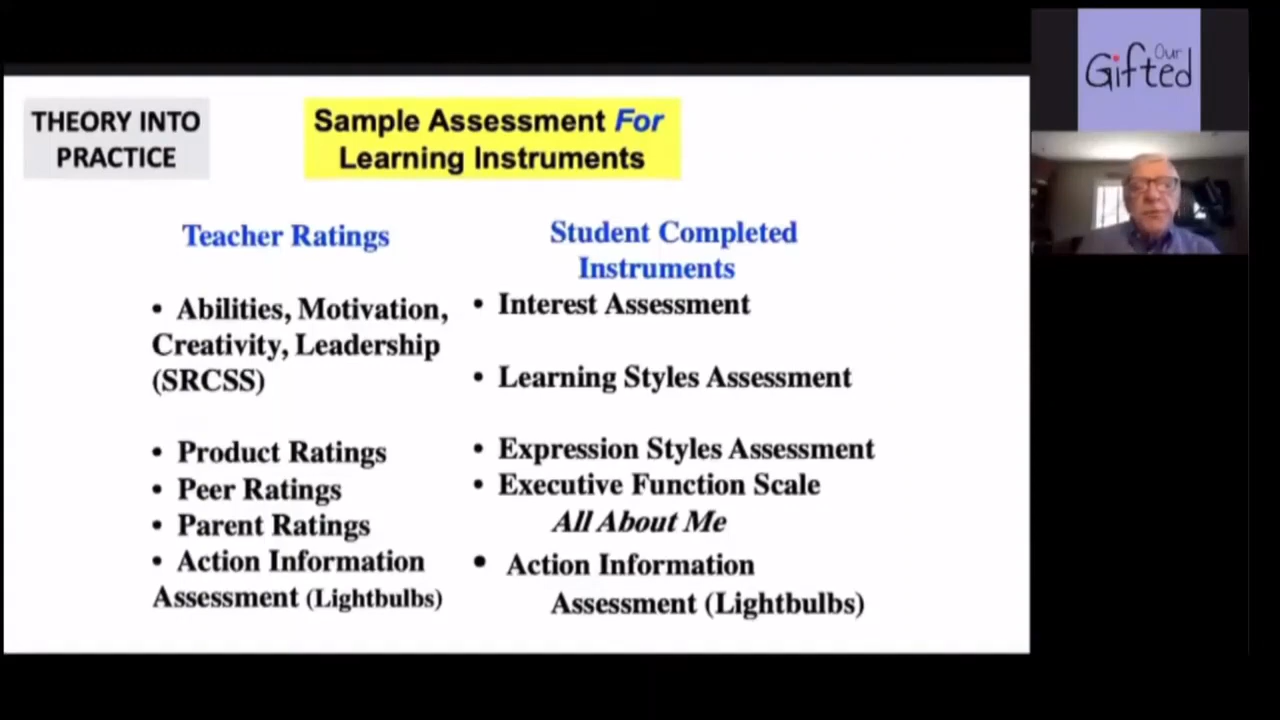 THEORY INTO
PRACTICE
Sample Assessment For
Learning Instruments
Teacher Ratings
• Abilities, Motivation,
Creativity, Leadership
(SRCSS)
• Product Ratings
• Peer Ratings
• Parent Ratings
• Action Information
Assessment (Lightbulbs)
Student Completed
Instruments
• Interest Assessment
• Learning Styles Assessment
• Expression Styles Assessment
• Executive Function Scale
All About Me
• Action Information
Assessment (Lightbulbs)
Our
Gifted